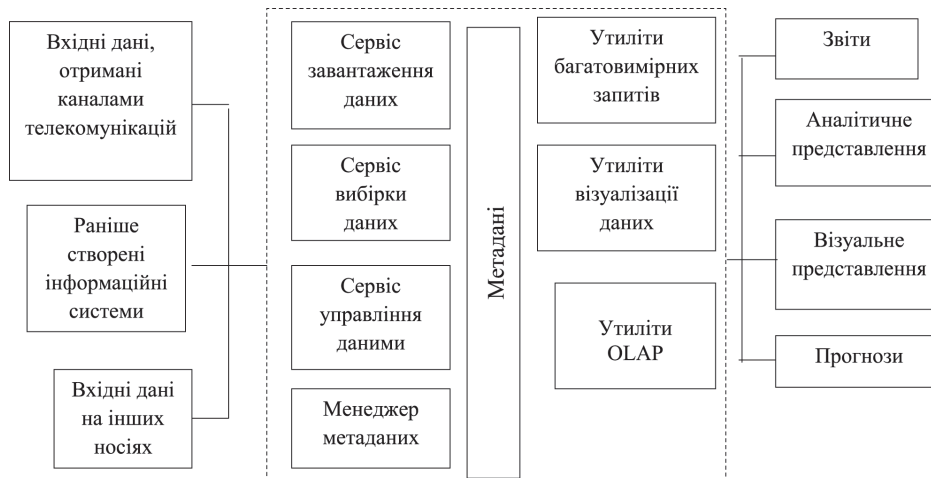 Вхідні дані,
отримані
каналами
телекомунікацій
Раніше
створені
інформаційні
системи
Вхідні дані
на інших
носіях
Сервіс
завантаження
даних
Сервіс
вибірки
даних
Сервіс
управління
даними
Менеджер
метаданих
Метадані
Утиліти
багатовимірних
запитів
Утиліти
візуалізації
даних
Утиліти
OLAP
Звіти
Аналітичне
представлення
Візуальне
представлення
Прогнози